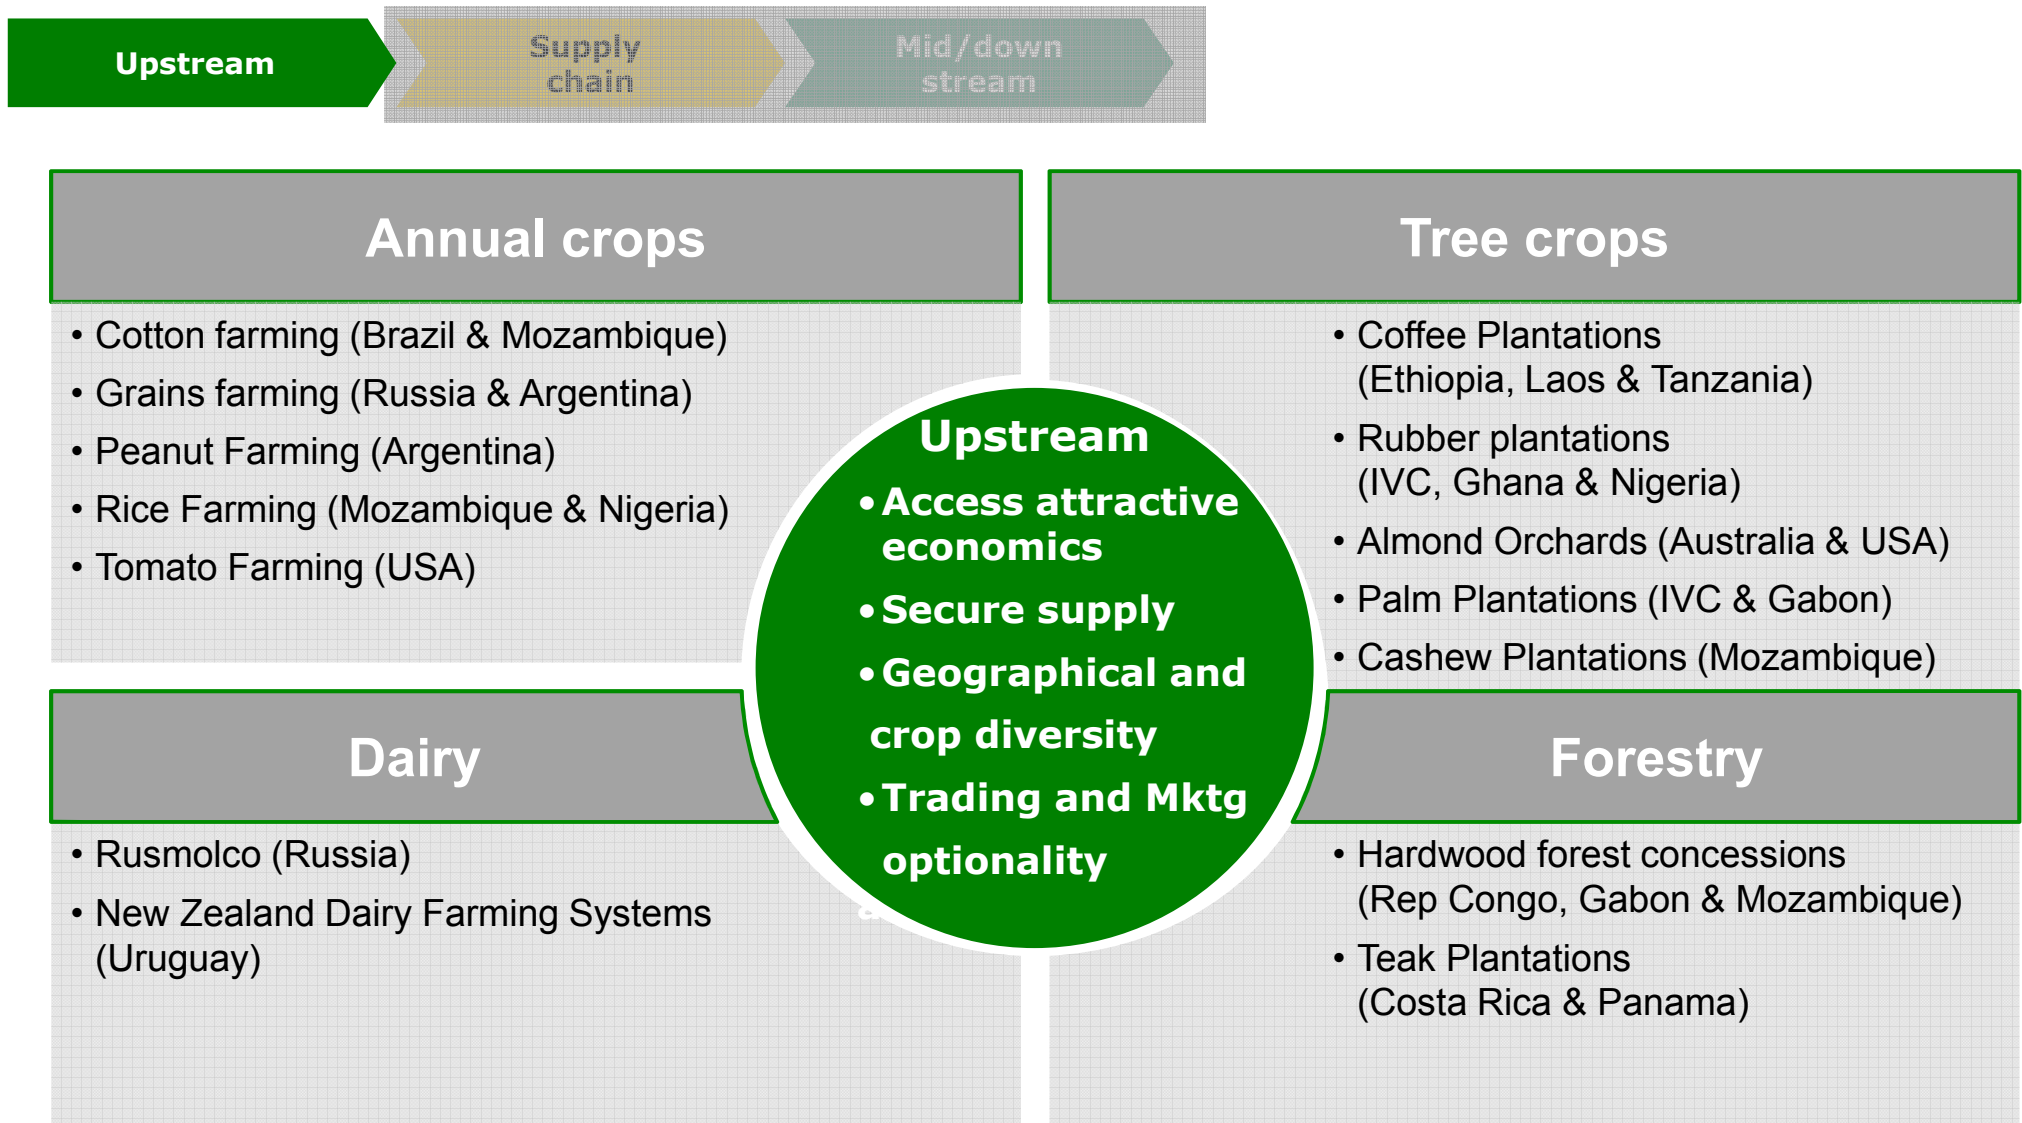 Upstream
Supply
chain
Mid/down
stream
Annual crops
• Cotton farming (Brazil & Mozambique)
• Grains farming (Russia & Argentina)
• Peanut Farming (Argentina)
• Rice Farming (Mozambique & Nigeria)
• Tomato Farming (USA)
Tree crops
• Coffee Plantations
(Ethiopia, Laos & Tanzania)
• Rubber plantations
(IVC, Ghana & Nigeria)
• Almond Orchards (Australia & USA)
• Palm Plantations (IVC & Gabon)
• Cashew Plantations (Mozambique)
Upstream
• Access attractive
economics
• Secure supply
• Geographical and
crop diversity
• Trading and Mktg
optionality
Dairy
• Rusmolco (Russia)
• New Zealand Dairy Farming Systems
(Uruguay)
Forestry
• Hardwood forest concessions
(Rep Congo, Gabon & Mozambique)
• Teak Plantations
(Costa Rica & Panama)